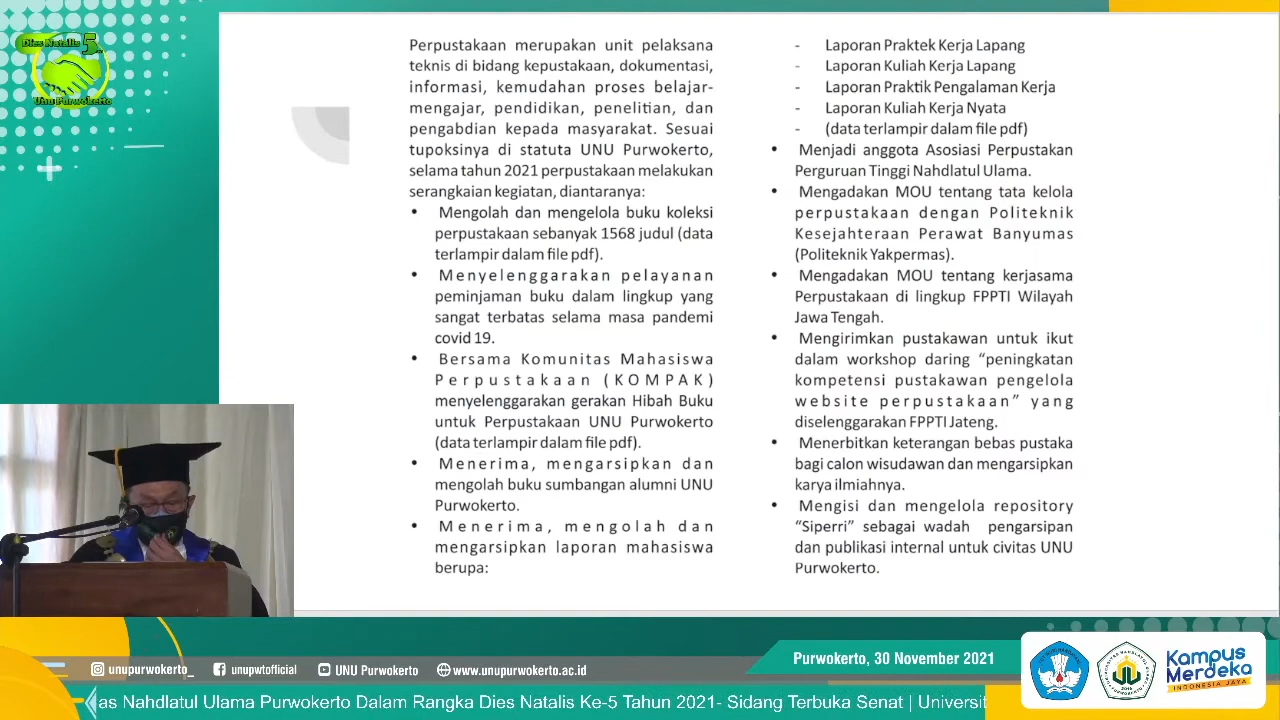 Dies Natalis 5
Unu Purwokerto
Perpustakaan merupakan unit pelaksana
teknis di bidang kepustakaan, dokumentasi,
informasi, kemudahan proses belajar-
mengajar, pendidikan, penelitian, dan
pengabdian kepada masyarakat. Sesuai
tupoksinya di statuta UNU Purwokerto,
selama tahun 2021 perpustakaan melakukan
serangkaian kegiatan, diantaranya:
• Mengolah dan mengelola buku koleksi
perpustakaan sebanyak 1568 judul (data
terlampir dalam file pdf).
• Menyelenggarakan pelayanan
peminjaman buku dalam lingkup yang
sangat terbatas selama masa pandemi
covid 19.
• Bersama Komunitas Mahasiswa
Perpustakaan (KOMPAK)
menyelenggarakan gerakan Hibah Buku
untuk Perpustakaan UNU Purwokerto
(data terlampir dalam file pdf).
• Menerima, mengarsipkan dan
mengolah buku sumbangan alumni UNU
Purwokerto.
• Menerima, mengolah dan
mengarsipkan laporan mahasiswa
berupa:
- Laporan Praktek Kerja Lapang
- Laporan Kuliah Kerja Lapang
- Laporan Praktik Pengalaman Kerja
- Laporan Kuliah Kerja Nyata
- (data terlampir dalam file pdf)
• Menjadi anggota Asosiasi Perpustakan
Perguruan Tinggi Nahdlatul Ulama.
• Mengadakan MOU tentang tata kelola
perpustakaan dengan Politeknik
Kesejahteraan Perawat Banyumas
(Politeknik Yakpermas).
• Mengadakan MOU tentang kerjasama
Perpustakaan di lingkup FPPTI Wilayah
Jawa Tengah.
• Mengirimkan pustakawan untuk ikut
dalam workshop daring “peningkatan
kompetensi pustakawan pengelola
website perpustakaan” yang
diselenggarakan FPPTI Jateng.
• Menerbitkan keterangan bebas pustaka
bagi calon wisudawan dan mengarsipkan
karya ilmiahnya.
• Mengisi dan mengelola repository
“Siperri” sebagai wadah pengarsipan
dan publikasi internal untuk civitas UNU
Purwokerto.
unupurwokerto_ unupwtofficial UNU Purwokerto www.unupurwokerto.ac.id
Purwokerto, 30 November 2021
Kampus
Merdeka
INDONESIA JAYA
as Nahdlatul Ulama Purwokerto Dalam Rangka Dies Natalis Ke-5 Tahun 2021- Sidang Terbuka Senat | Universit